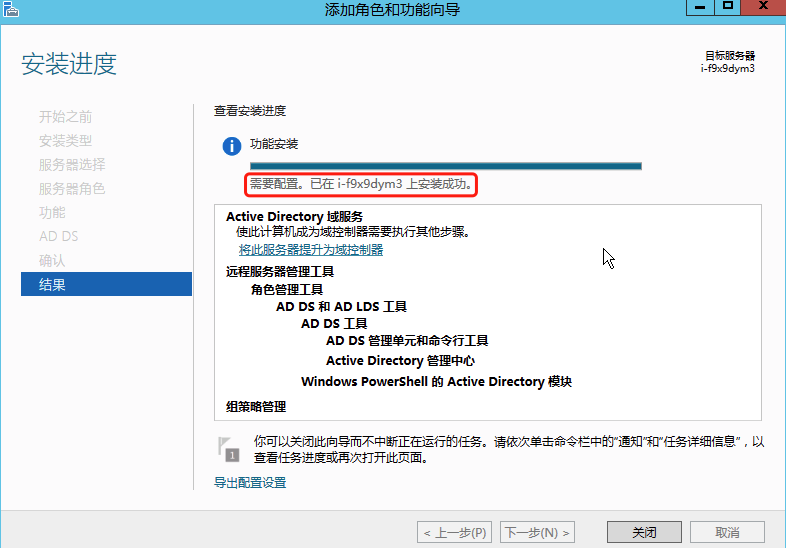 添加角色和功能向导
安装进度
目标服务器
i-f9x9dym3
开始之前
安装类型
服务器选择
服务器角色
功能
AD DS
确认
结果
查看安装进度
功能安装
需要配置。已在 i-f9x9dym3 上安装成功。
Active Directory 域服务
使此计算机成为域控制器需要执行其他步骤。
将此服务器提升为域控制器
远程服务器管理工具
角色管理工具
AD DS 和 AD LDS 工具
AD DS 工具
AD DS 管理单元和命令行工具
Active Directory 管理中心
Windows PowerShell 的 Active Directory 模块
组策略管理
1
你可以关闭此向导而不中断正在运行的任务。请依次单击命令栏中的“通知”和“任务详细信息”，以
查看任务进度或再次打开此页面。
导出配置设置
< 上一步(P)
下一步(N) >
关闭
取消